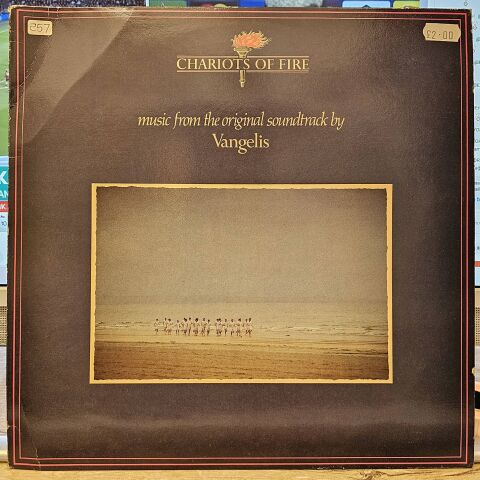 257
£2.00
CHARIOTS OF FIRE
music from the original soundtrack by
Vangelis